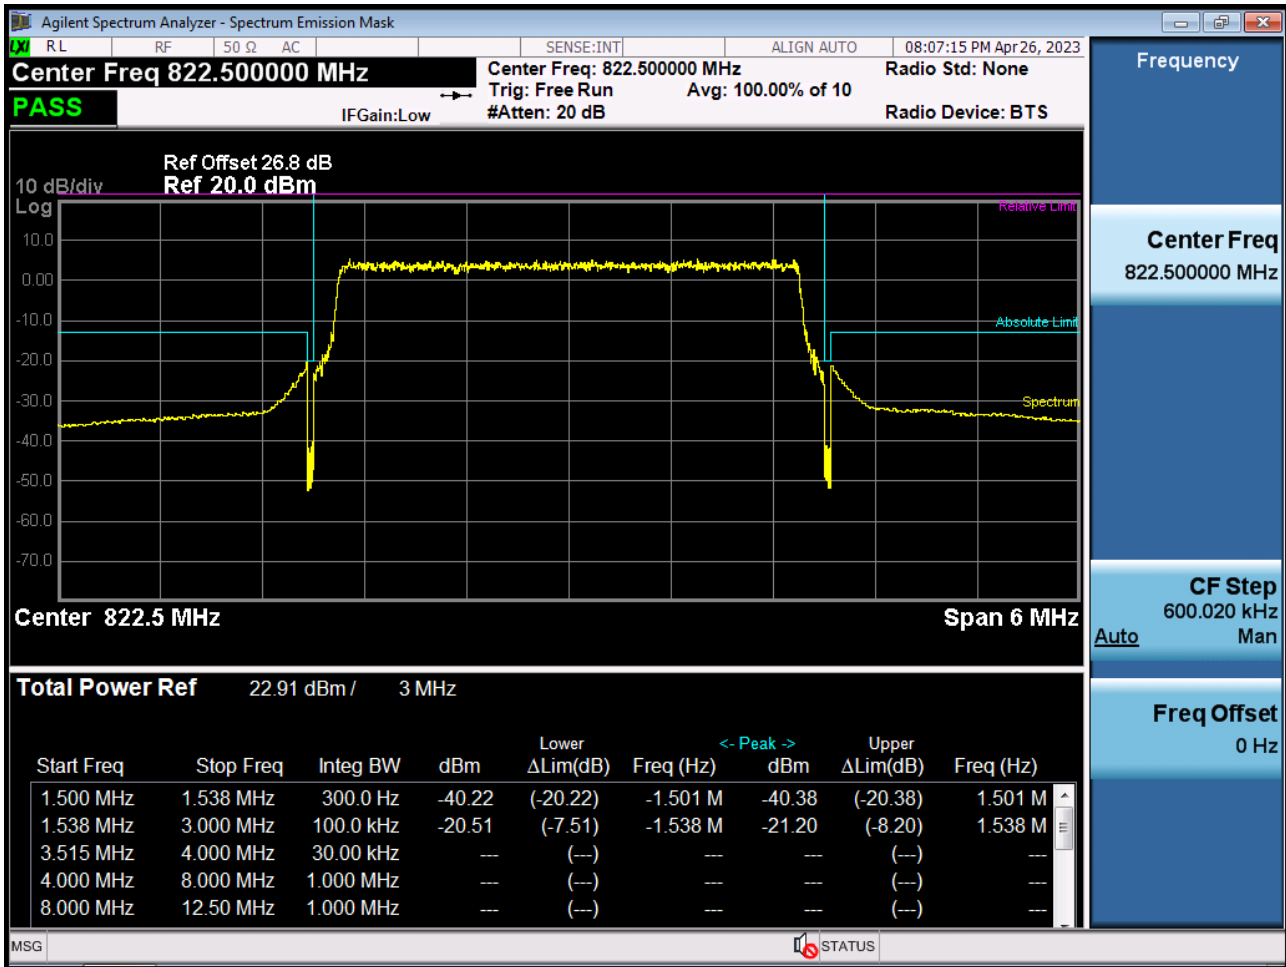 Agilent Spectrum Analyzer - Spectrum Emission Mask
LXI RL RF 50 Ω AC SENSE:INT ALIGN AUTO 08:07:15 PM Apr 26, 2023
Center Freq 822.500000 MHz Center Freq: 822.500000 MHz Radio Std: None
Trig: Free Run Avg: 100.00% of 10
PASS IFGain:Low #Atten: 20 dB Radio Device: BTS
Ref Offset 26.8 dB
10 dB/div Ref 20.0 dBm
Log
Relative Limit
10.0
0.00
-10.0
Absolute Limit
-20.0
-30.0
Spectrum
-40.0
-50.0
-60.0
-70.0
Center 822.5 MHz Span 6 MHz
Total Power Ref 22.91 dBm / 3 MHz
Lower <- Peak -> Upper
Start Freq Stop Freq Integ BW dBm ΔLim(dB) Freq (Hz) dBm ΔLim(dB) Freq (Hz)
1.500 MHz 1.538 MHz 300.0 Hz -40.22 (-20.22) -1.501 M -40.38 (-20.38) 1.501 M
1.538 MHz 3.000 MHz 100.0 kHz -20.51 (-7.51) -1.538 M -21.20 (-8.20) 1.538 M
3.515 MHz 4.000 MHz 30.00 kHz --- (---) --- --- (---) ---
4.000 MHz 8.000 MHz 1.000 MHz --- (---) --- --- (---) ---
8.000 MHz 12.50 MHz 1.000 MHz --- (---) --- --- (---) ---
MSG STATUS
Frequency
Center Freq
822.500000 MHz
CF Step
600.020 kHz
Auto Man
Freq Offset
0 Hz